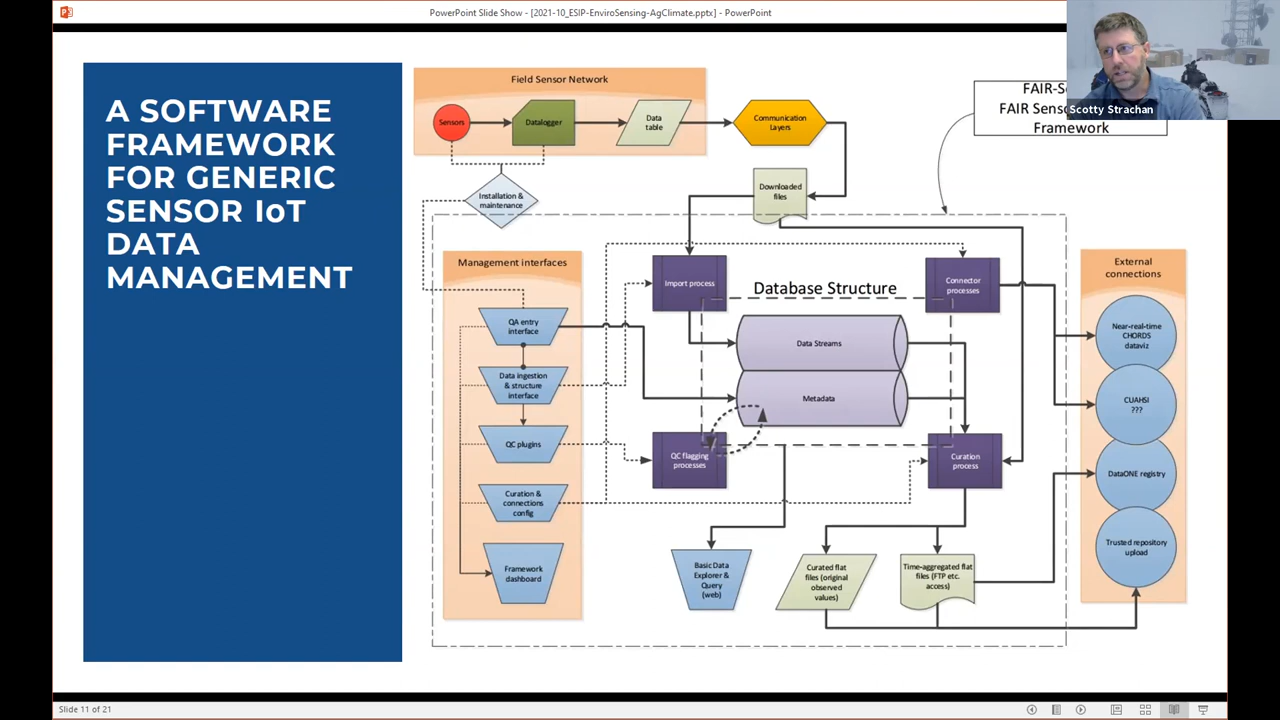 PowerPoint Slide Show - [2021-10_ESIP-EnviroSensing-AgClimate.pptx] - PowerPoint
A SOFTWARE
FRAMEWORK
FOR GENERIC
SENSOR IoT
DATA
MANAGEMENT
Field Sensor Network
Sensors
Datalogger
Data
table
Communication
Layers
FAIR-S
FAIR Sens
Framework
Scotty Strachan
Installation &
maintenance
Downloaded
files
Management interfaces
QA entry
interface
Data ingestion
& structure
interface
QC plugins
Curation &
connections
config
Framework
dashboard
Import process
Database Structure
Connector
processes
Data Streams
Metadata
QC flagging
processes
Curation
process
Basic Data
Explorer &
Query
(web)
Curated flat
files (original
observed
values)
Time-aggregated flat
files (FTP etc.
access)
External
connections
Near-real-time
CHORDS
dataviz
CUAHSI
???
DataONE registry
Trusted repository
upload
Slide 11 of 21